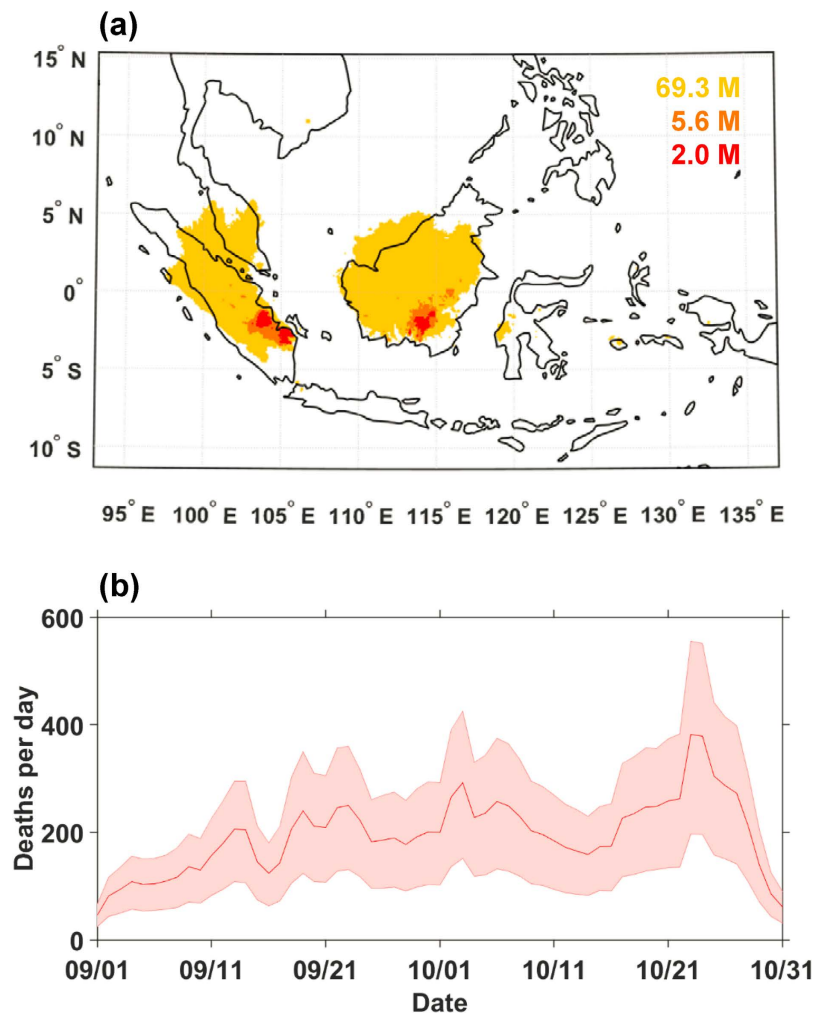 (a)
15° N
10° N
5° N
0°
5° S
10° S
69.3 M
5.6 M
2.0 M
95° E 100° E 105° E 110° E 115° E 120° E 125° E 130° E 135° E
(b)
600
400
200
0
Deaths per day
09/01 09/11 09/21 10/01 10/11 10/21 10/31
Date